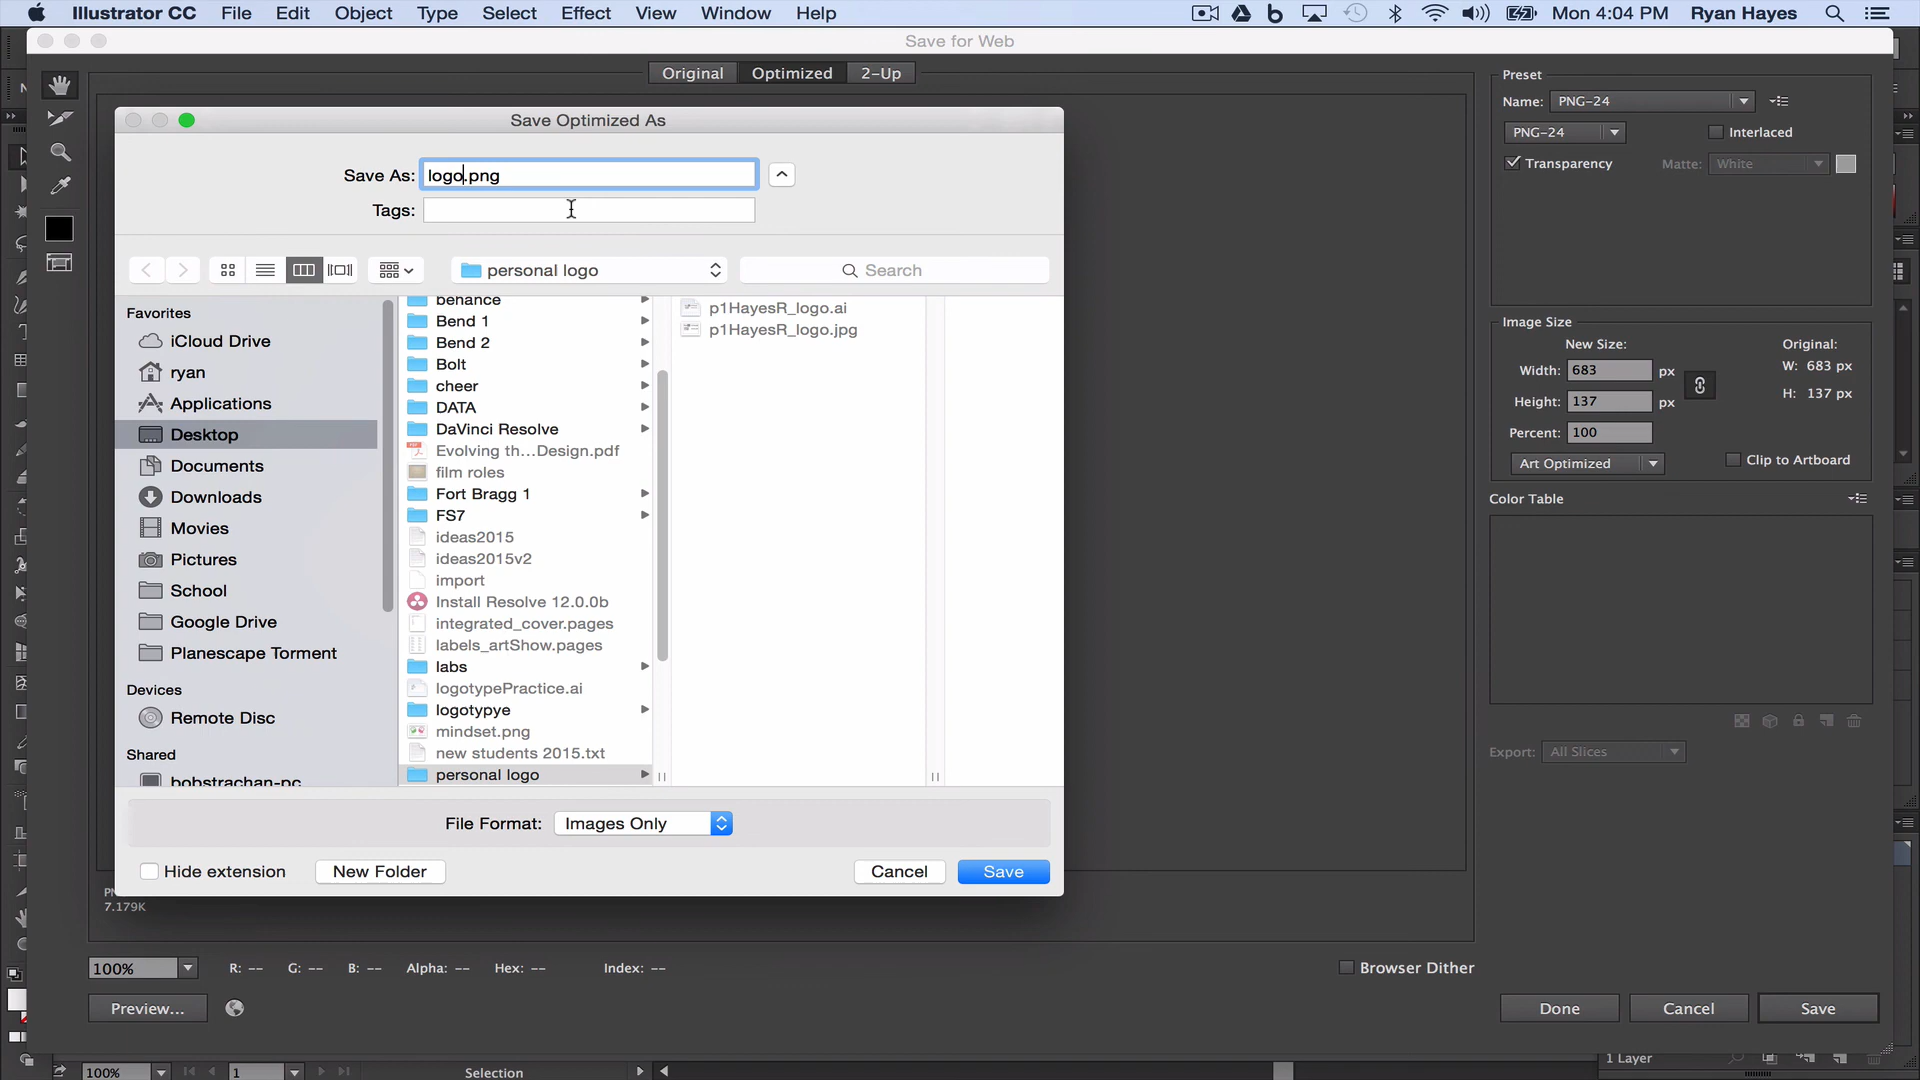 Illustrator CC File Edit Object Type Select Effect View Window Help Mon 4:04 PM Ryan Hayes
Save for Web
Original Optimized 2-Up
Save Optimized As
Save As: logo.png
Tags:
personal logo
Search
Favorites
iCloud Drive
ryan
Applications
Desktop
Documents
Downloads
Movies
Pictures
School
Google Drive
Planescape Torment
Devices
Remote Disc
Shared
bobstrachan-pc
behance
Bend 1
Bend 2
Bolt
cheer
DATA
DaVinci Resolve
Evolving th...Design.pdf
film roles
Fort Bragg 1
FS7
ideas2015
ideas2015v2
import
Install Resolve 12.0.0b
integrated_cover.pages
labels_artShow.pages
labs
logotypePractice.ai
logotypye
mindset.png
new students 2015.txt
personal logo
p1HayesR_logo.ai
p1HayesR_logo.jpg
File Format: Images Only
Hide extension New Folder Cancel Save
Preset
Name: PNG-24
PNG-24 Interlaced
Transparency Matte: White
Image Size
New Size: Original:
Width: 683 px W: 683 px
Height: 137 px H: 137 px
Percent: 100
Art Optimized Clip to Artboard
Color Table
Export: All Slices
7.179K
100% R: -- G: -- B: -- Alpha: -- Hex: -- Index: -- Browser Dither
Preview... Done Cancel Save
100% 1 Selection 1 Layer